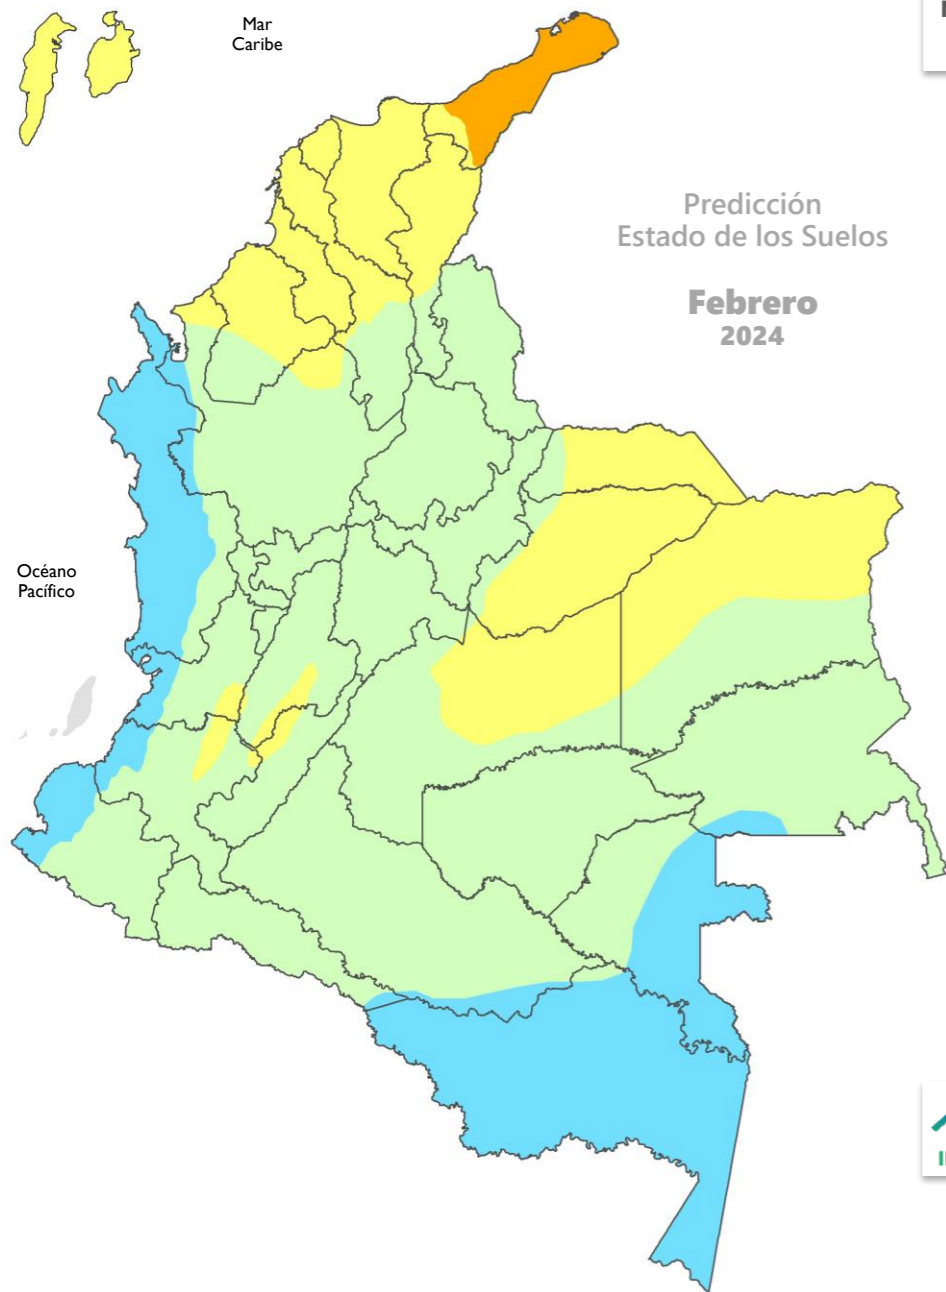 Mar
Caribe
Predicción
Estado de los Suelos
Febrero
2024
Océano
Pacífico